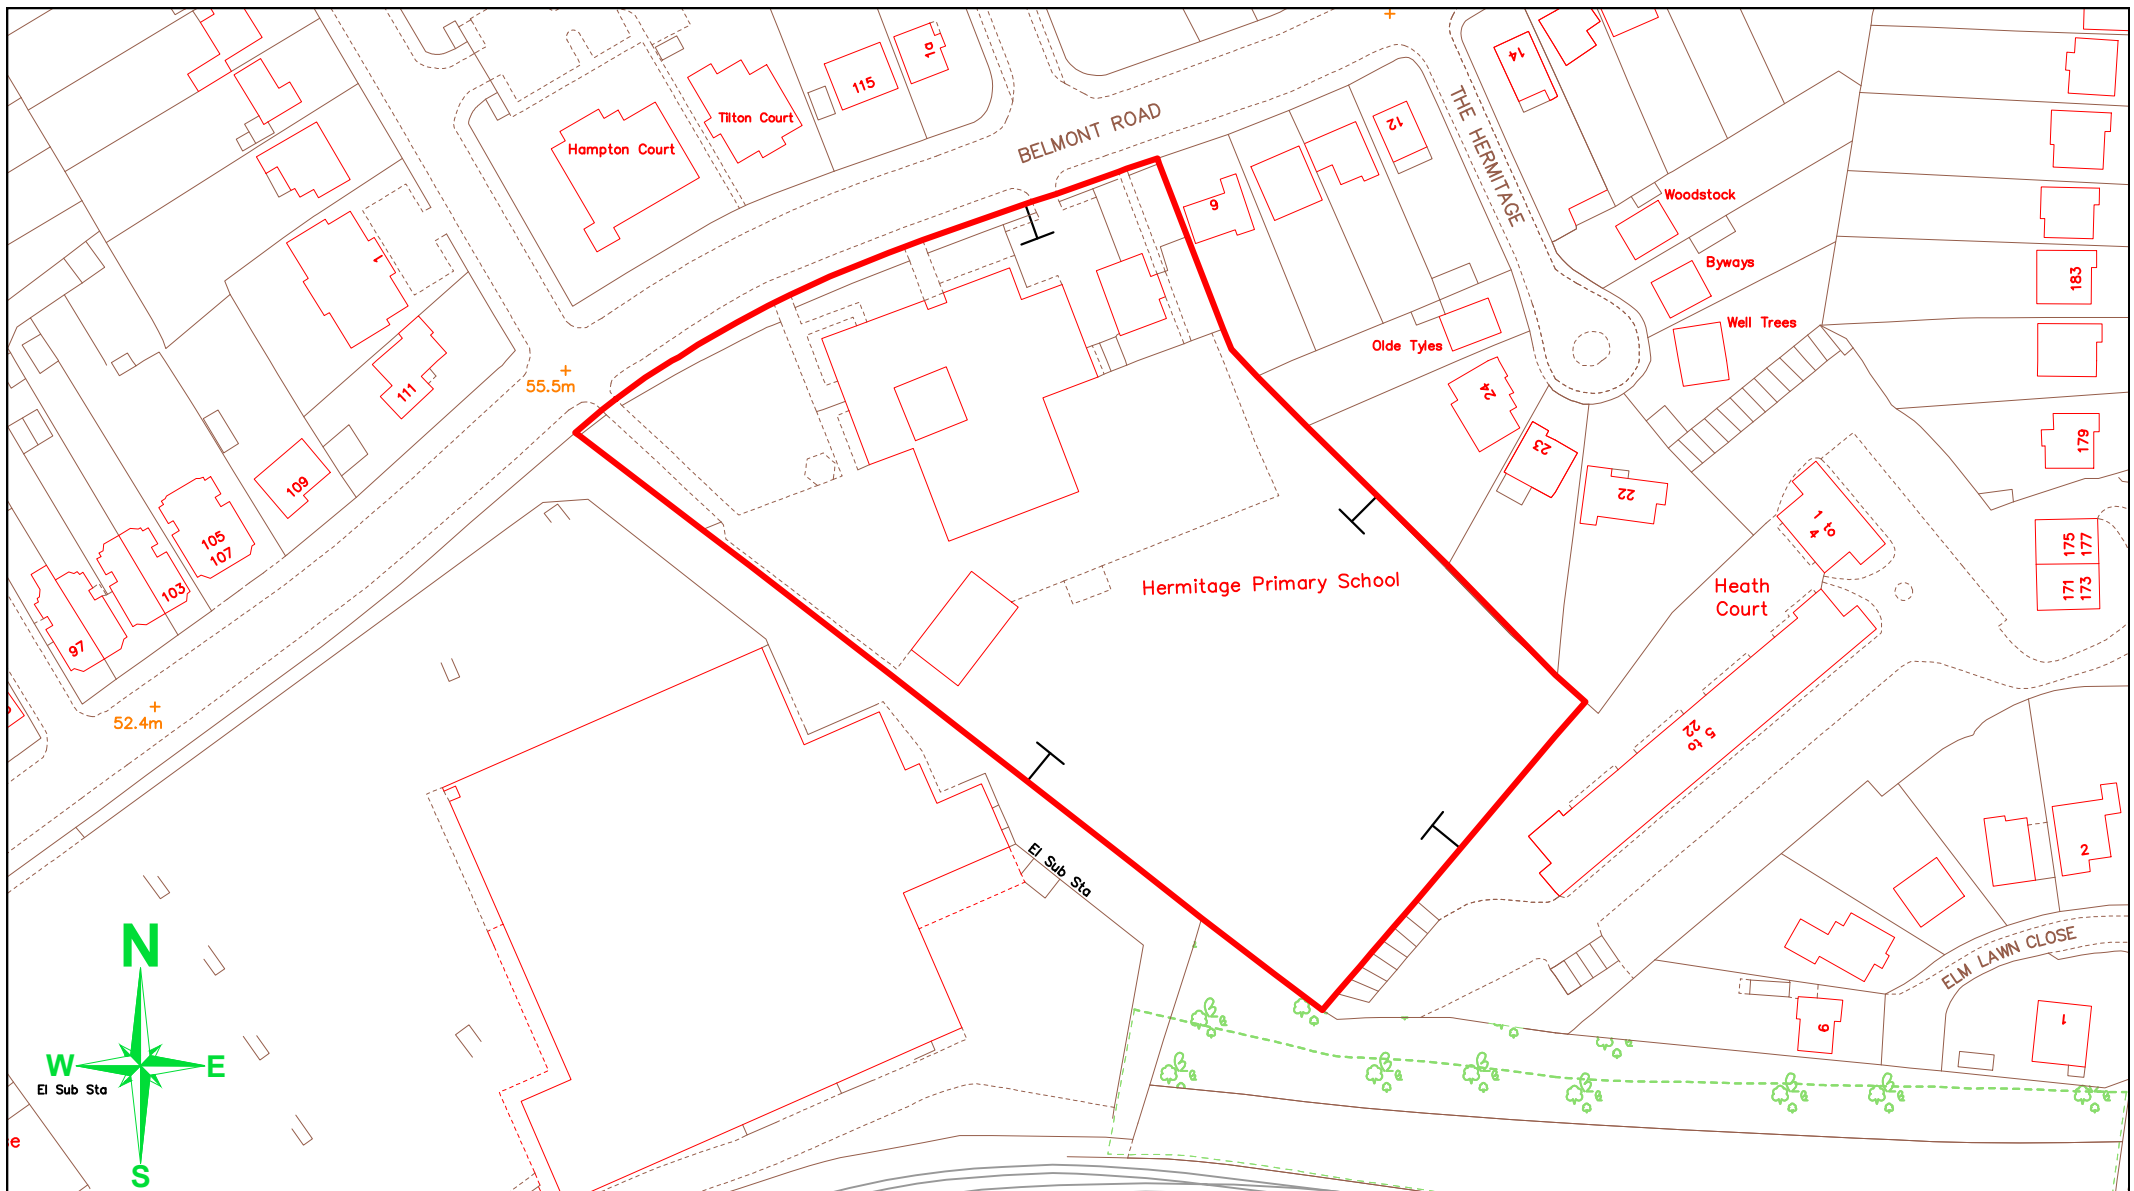 14
115
1a
Tilton Court
BELMONT ROAD
12
THE HERMITAGE
Hampton Court
Woodstock
9
1
Byways
183
Well Trees
Olde Tyles
55.5m
111
24
179
23
109
22
1 to
4
105
107
175
177
171
173
Hermitage Primary School
Heath
Court
103
97
52.4m
5 to
22
2
El Sub Sta
N
ELM LAWN CLOSE
9
1
W
E
El Sub Sta
e
S